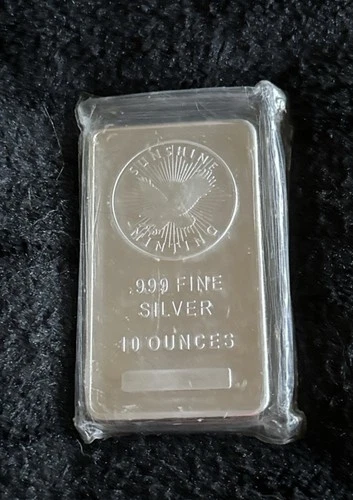 SUNSHINE
MINTING
.999 FINE
SILVER
10 OUNCES